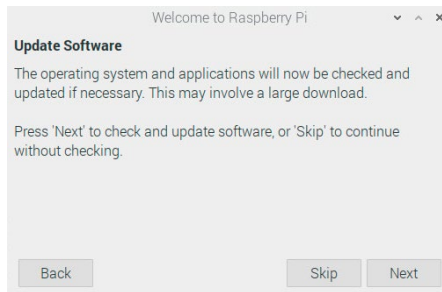 Welcome to Raspberry Pi
Update Software
The operating system and applications will now be checked and
updated if necessary. This may involve a large download.
Press 'Next' to check and update software, or 'Skip' to continue
without checking.
Back
Skip
Next